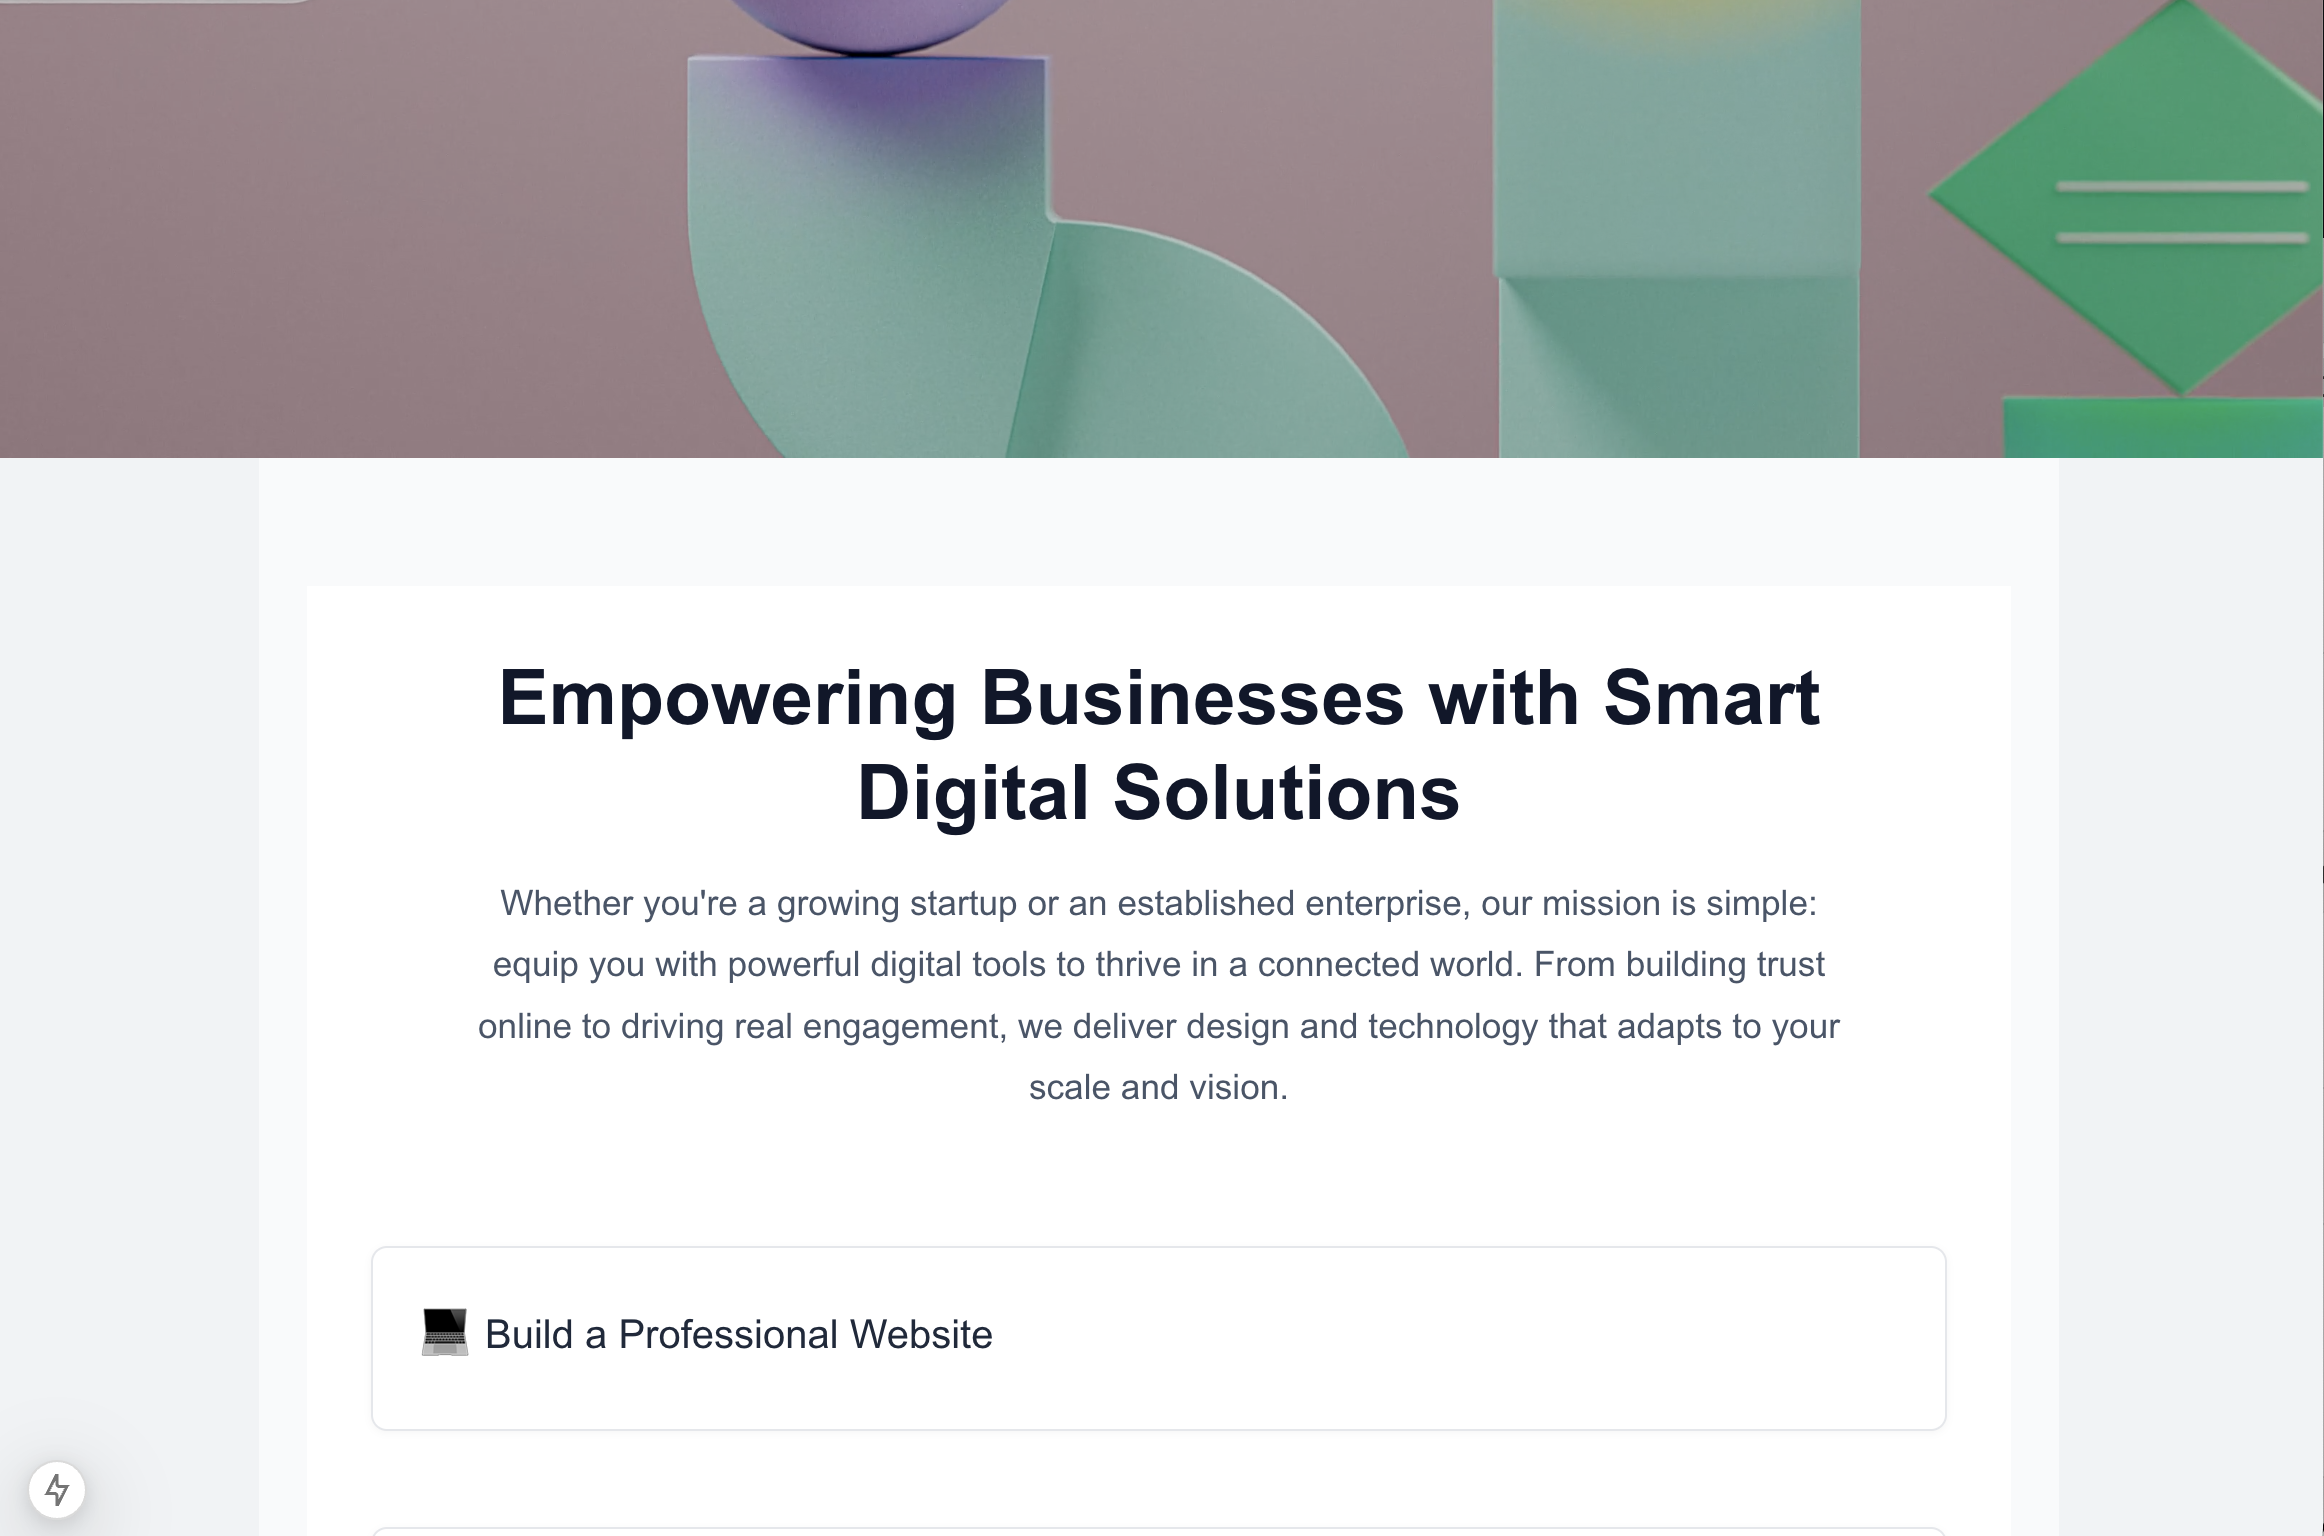 Empowering Businesses with Smart
Digital Solutions
Whether you're a growing startup or an established enterprise, our mission is simple:
equip you with powerful digital tools to thrive in a connected world. From building trust
online to driving real engagement, we deliver design and technology that adapts to your
scale and vision.
💻 Build a Professional Website